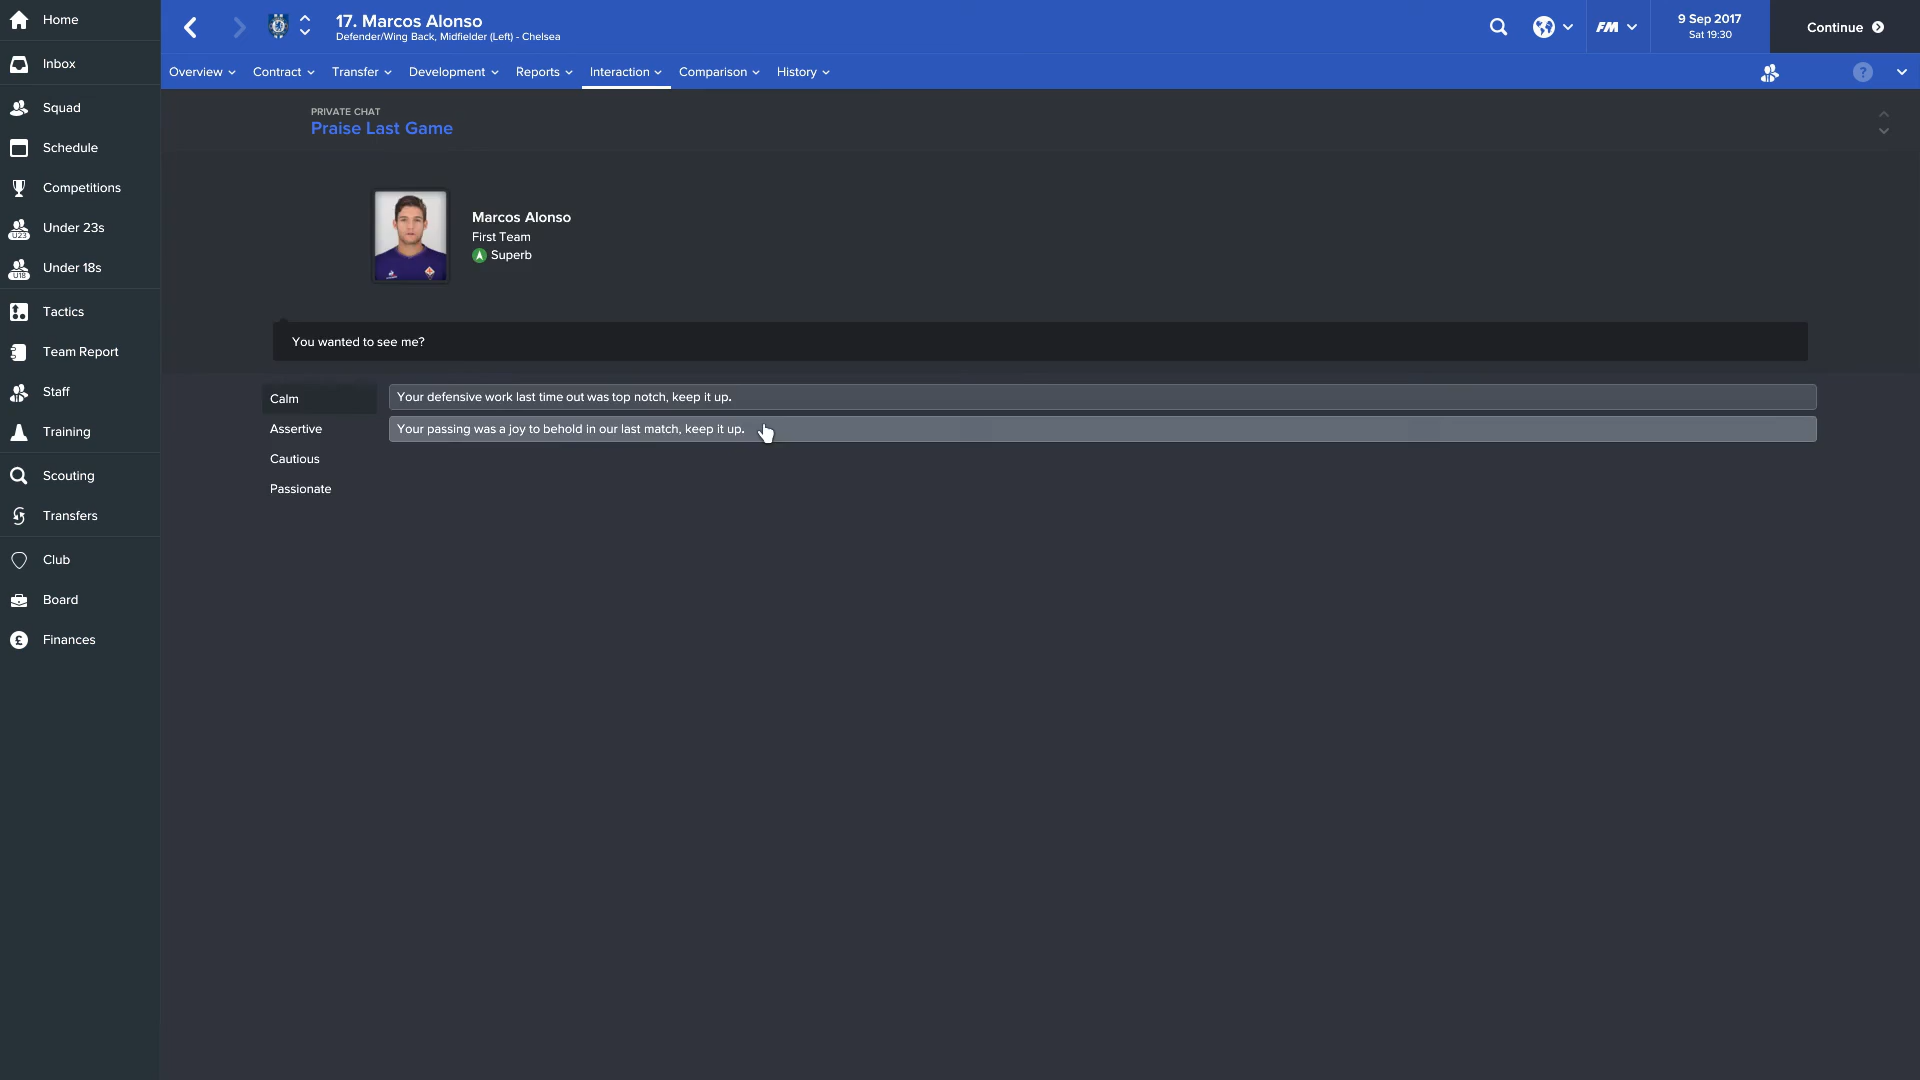 Home
Inbox
Squad
Schedule
Competitions
Under 23s
Under 18s
Tactics
Team Report
Staff
Training
Scouting
Transfers
Club
Board
Finances
17. Marcos Alonso
Defender/Wing Back, Midfielder (Left) - Chelsea
FM
9 Sep 2017
Sat 19:30
Continue
Overview
Contract
Transfer
Development
Reports
Interaction
Comparison
History
?
PRIVATE CHAT
Praise Last Game
Marcos Alonso
First Team
Superb
You wanted to see me?
Calm
Assertive
Cautious
Passionate
Your defensive work last time out was top notch, keep it up.
Your passing was a joy to behold in our last match, keep it up.
U23
U18
£